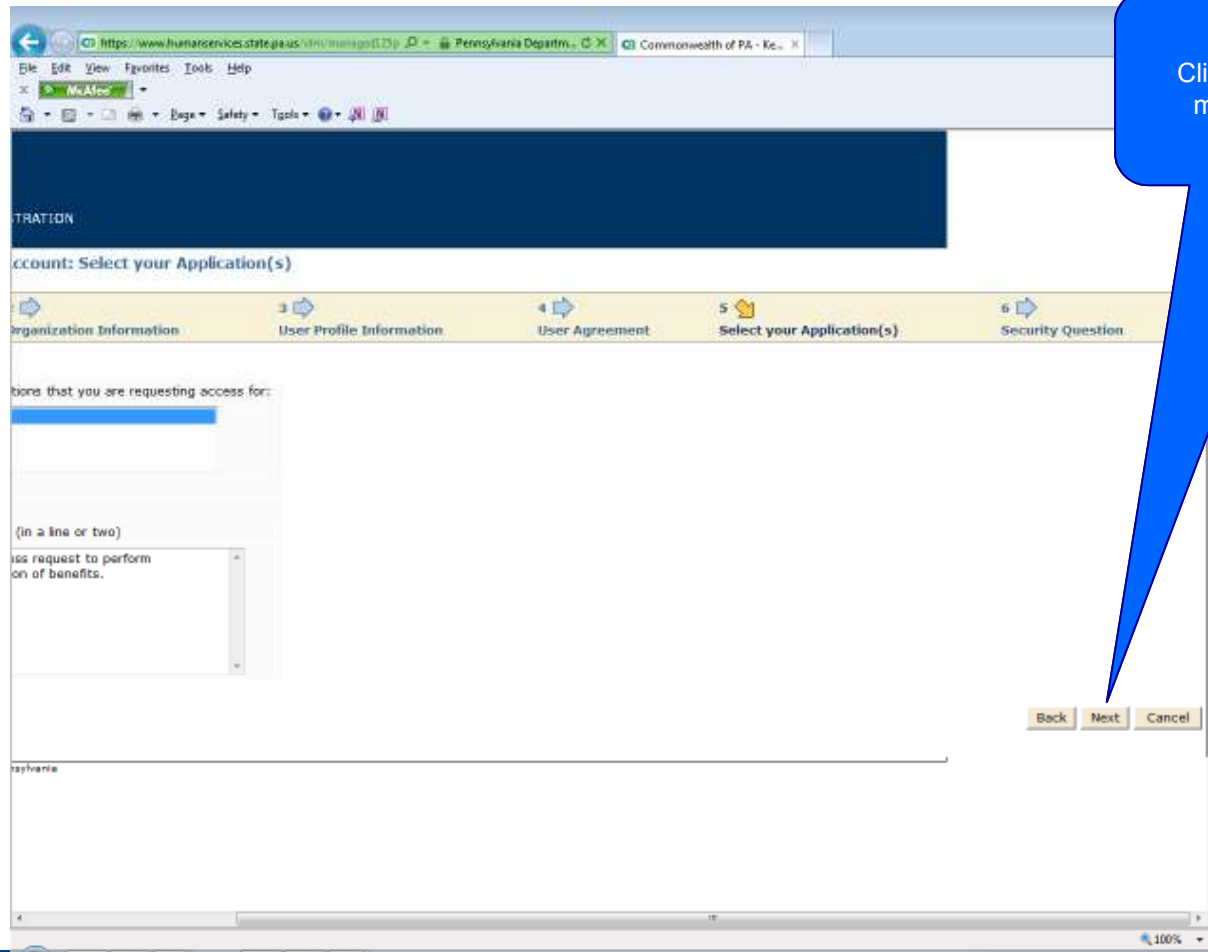 https://www.humanservices.state.pa.us Pennsylvania Departm... Commonwealth of PA - Ke...
File Edit View Favorites Tools Help
McAfee
Page Safety Tools
Cli
m
TRATION
ccount: Select your Application(s)
3 4 5 6
Organization Information User Profile Information User Agreement Select your Application(s) Security Question
tions that you are requesting access for:
(in a line or two)
ss request to perform
on of benefits.
Back Next Cancel
nsylvania
100%